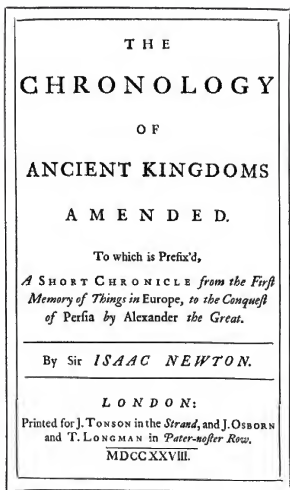 THE
CHRONOLOGY
OF
ANCIENT KINGDOMS
AMENDED.
To which is Prefix'd,
A SHORT CHRONICLE from the Firſt
Memory of Things in Europe, to the Conqueſt
of Perſia by Alexander the Great.
By Sir ISAAC NEWTON.
LONDON:
Printed for J. TONSON in the Strand, and J. OSBORN
and T. LONGMAN in Pater-noſter Row.
MDCCXXVIII.